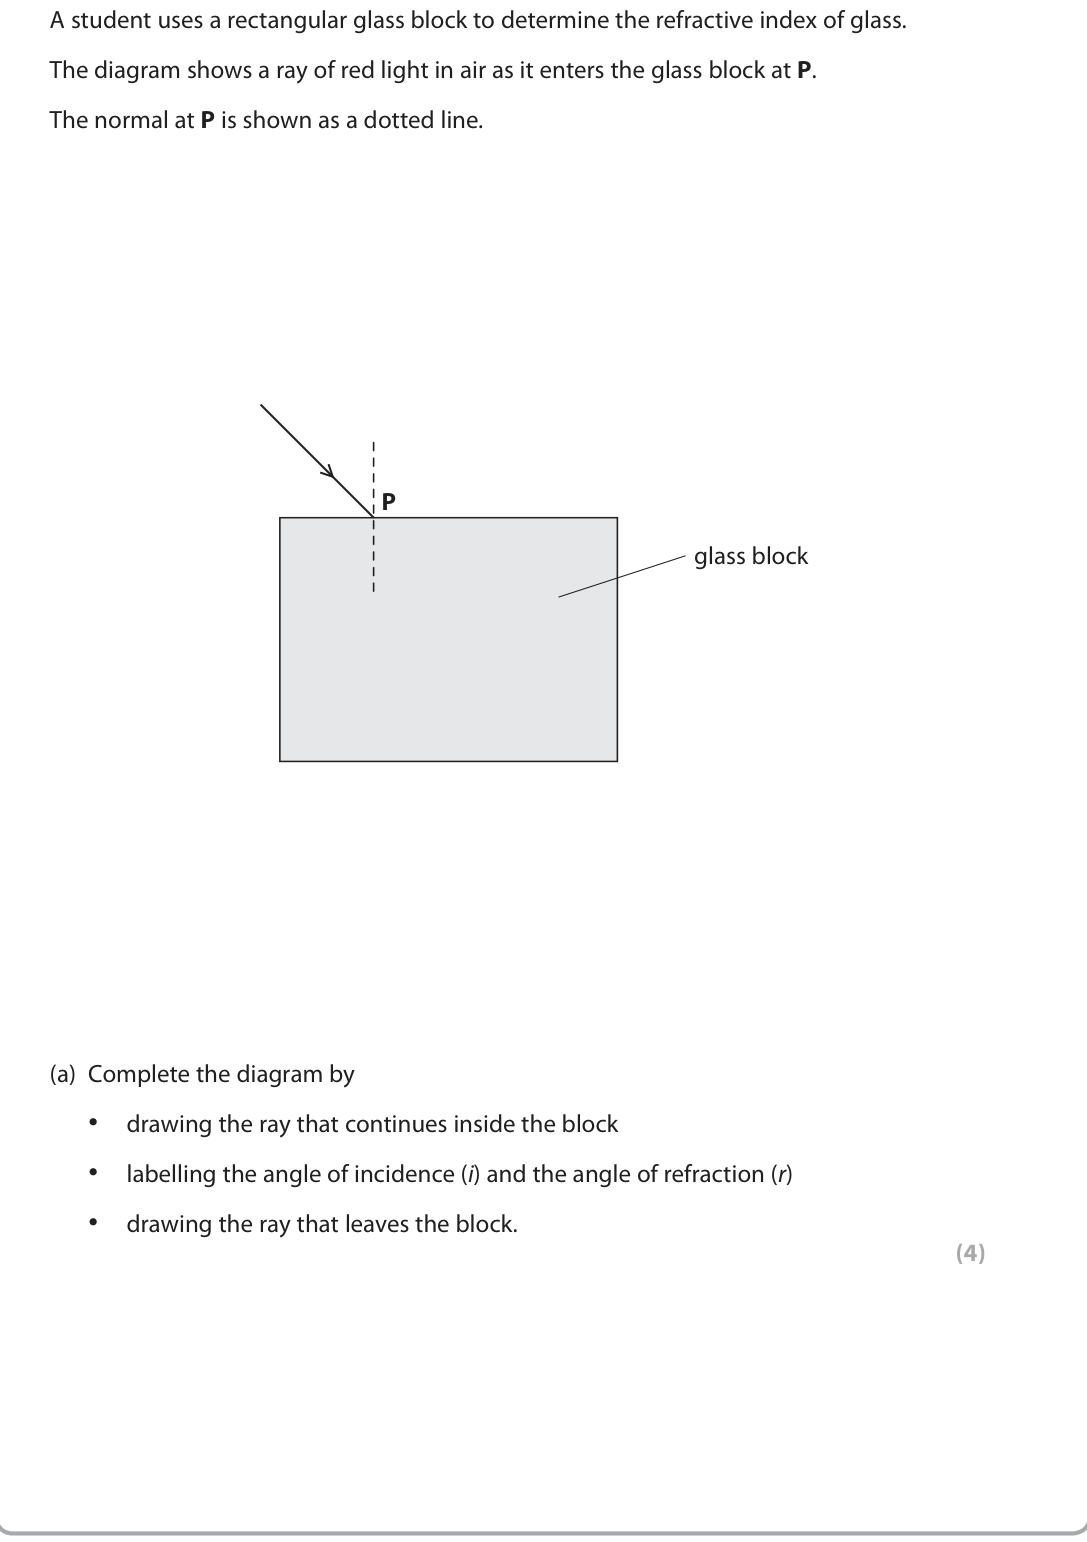 A student uses a rectangular glass block to determine the refractive index of glass.
The diagram shows a ray of red light in air as it enters the glass block at P.
The normal at P is shown as a dotted line.
P
glass block
(a) Complete the diagram by
• drawing the ray that continues inside the block
• labelling the angle of incidence (i) and the angle of refraction (r)
• drawing the ray that leaves the block.
(4)